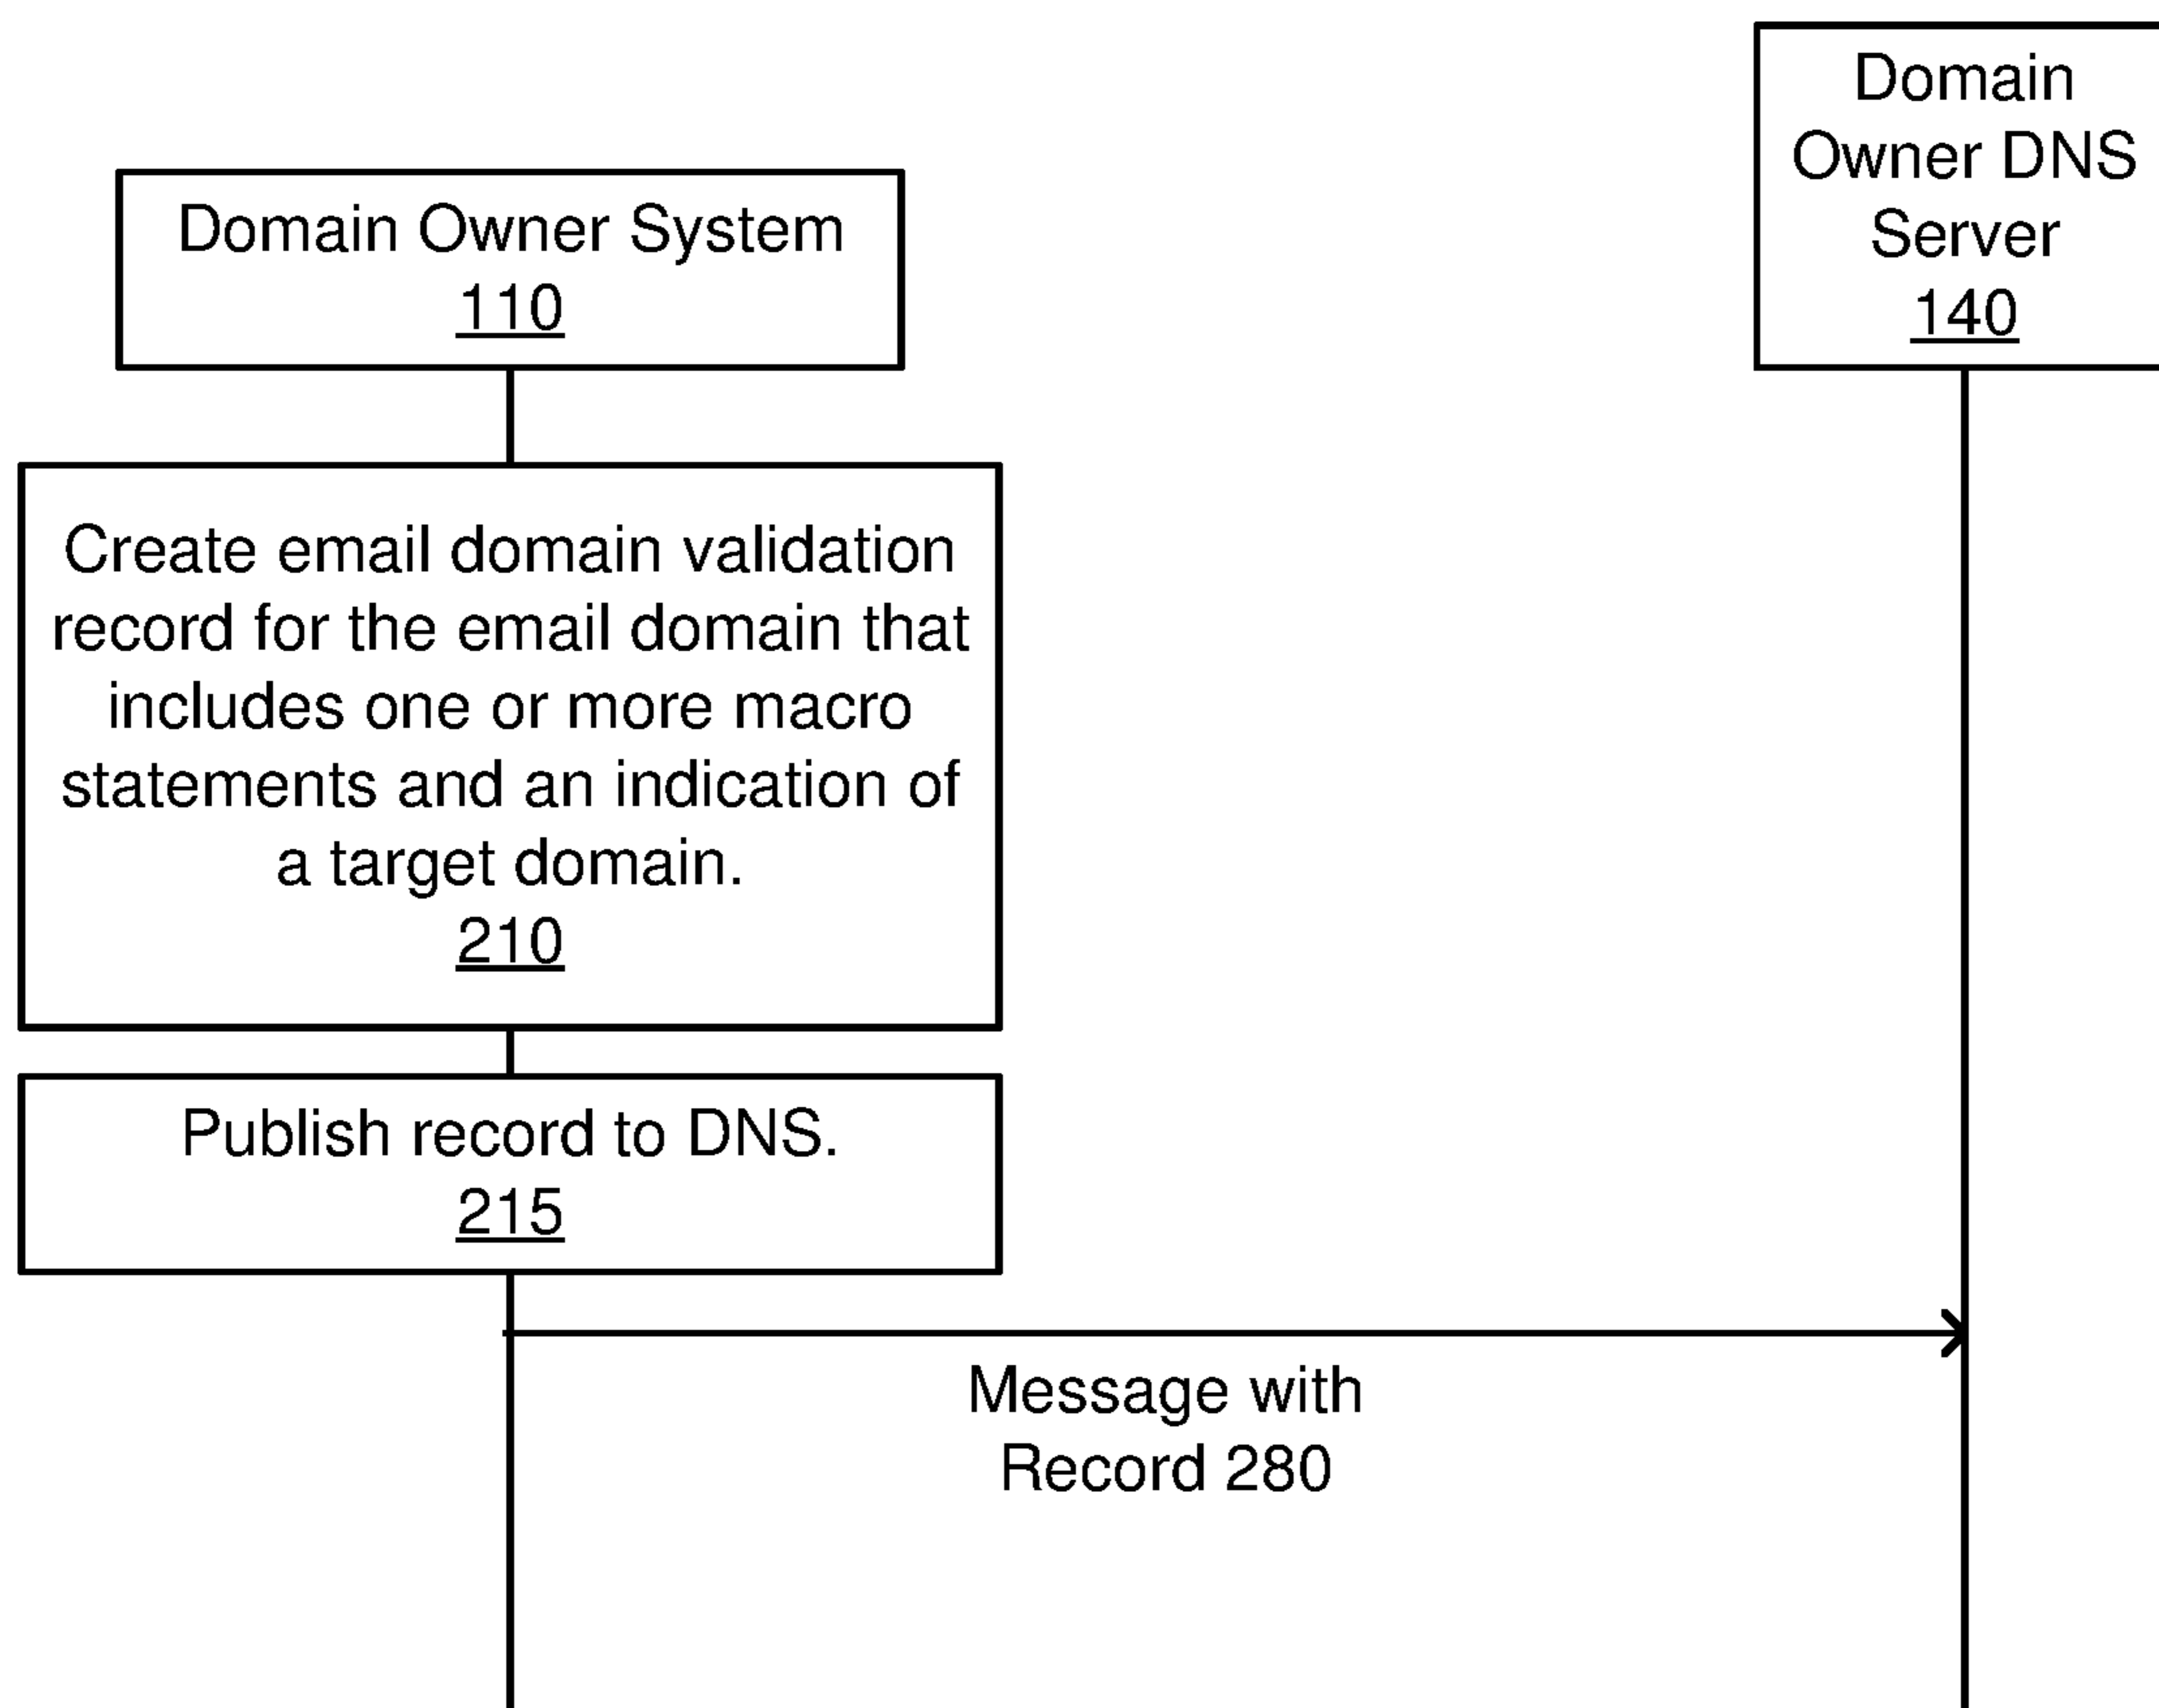 Domain
Owner DNS
Server
140
Domain Owner System
110
Create email domain validation
record for the email domain that
includes one or more macro
statements and an indication of
a target domain.
210
Publish record to DNS.
215
Message with
Record 280